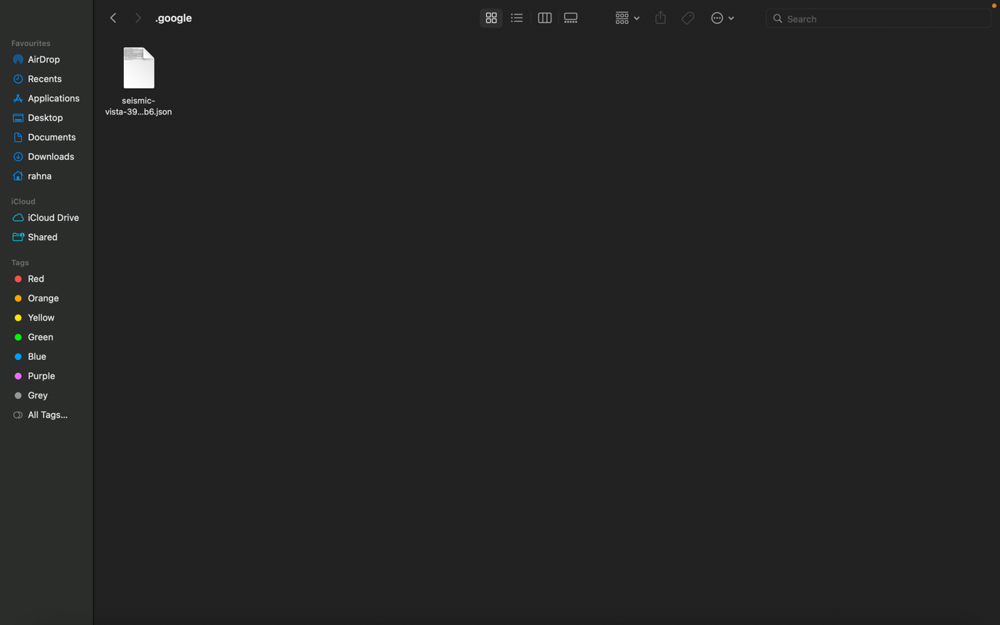 .google
Search
Favourites
AirDrop
Recents
Applications
Desktop
Documents
Downloads
rahna
iCloud
iCloud Drive
Shared
Tags
Red
Orange
Yellow
Green
Blue
Purple
Grey
All Tags...
seismic-
vista-39...b6.json